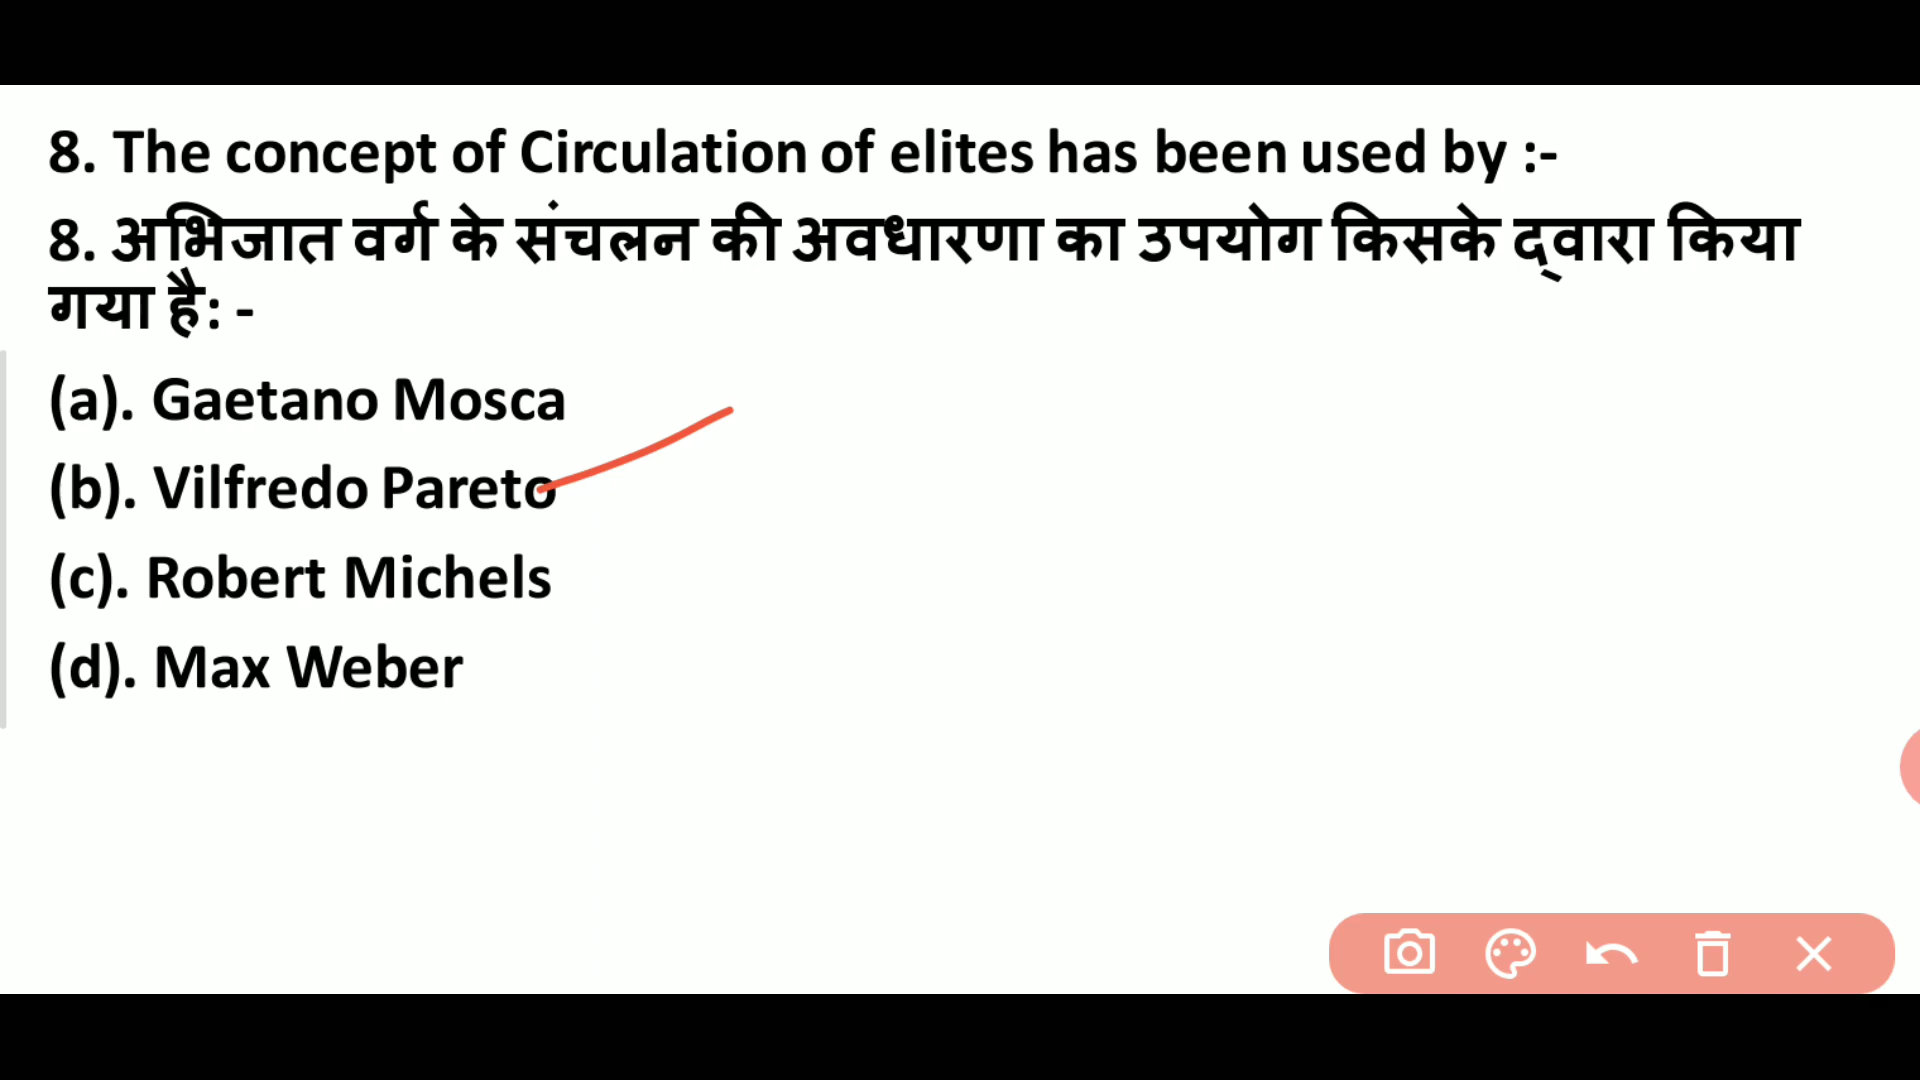 8. The concept of Circulation of elites has been used by :-
8. अभिजात वर्ग के संचलन की अवधारणा का उपयोग किसके द्वारा किया
गया है: -
(a). Gaetano Mosca
(b). Vilfredo Pareto
(c). Robert Michels
(d). Max Weber